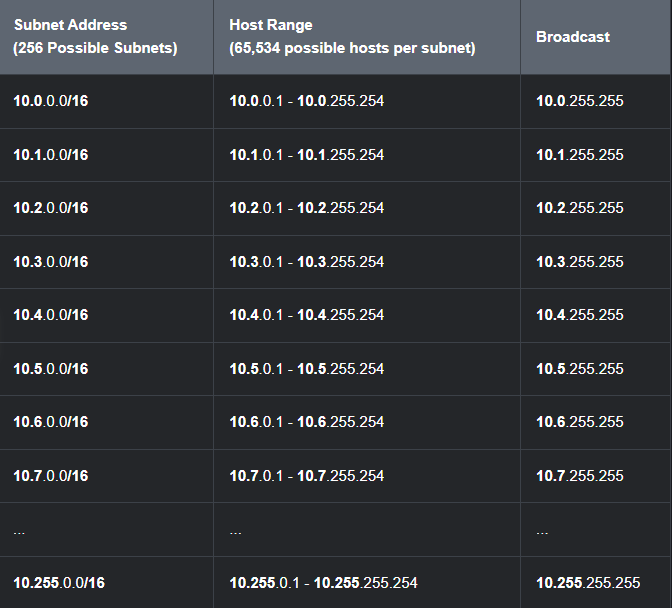 Subnet Address
(256 Possible Subnets)
Host Range
(65,534 possible hosts per subnet)
Broadcast
10.0.0.0/16 10.0.0.1 - 10.0.255.254 10.0.255.255
10.1.0.0/16 10.1.0.1 - 10.1.255.254 10.1.255.255
10.2.0.0/16 10.2.0.1 - 10.2.255.254 10.2.255.255
10.3.0.0/16 10.3.0.1 - 10.3.255.254 10.3.255.255
10.4.0.0/16 10.4.0.1 - 10.4.255.254 10.4.255.255
10.5.0.0/16 10.5.0.1 - 10.5.255.254 10.5.255.255
10.6.0.0/16 10.6.0.1 - 10.6.255.254 10.6.255.255
10.7.0.0/16 10.7.0.1 - 10.7.255.254 10.7.255.255
... ... ...
10.255.0.0/16 10.255.0.1 - 10.255.255.254 10.255.255.255